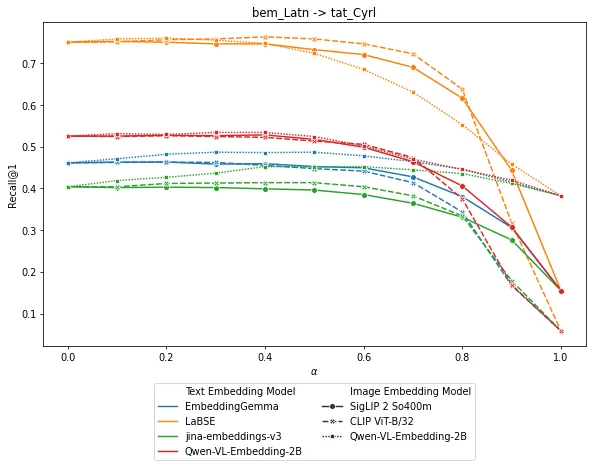 bem_Latn -> tat_Cyrl
0.7
0.6
0.5
0.4
0.3
0.2
0.1
Recall@1
0.0 0.2 0.4 0.6 0.8 1.0
α
Text Embedding Model Image Embedding Model
EmbeddingGemma SigLIP 2 So400m
LaBSE CLIP ViT-B/32
jina-embeddings-v3 Qwen-VL-Embedding-2B
Qwen-VL-Embedding-2B